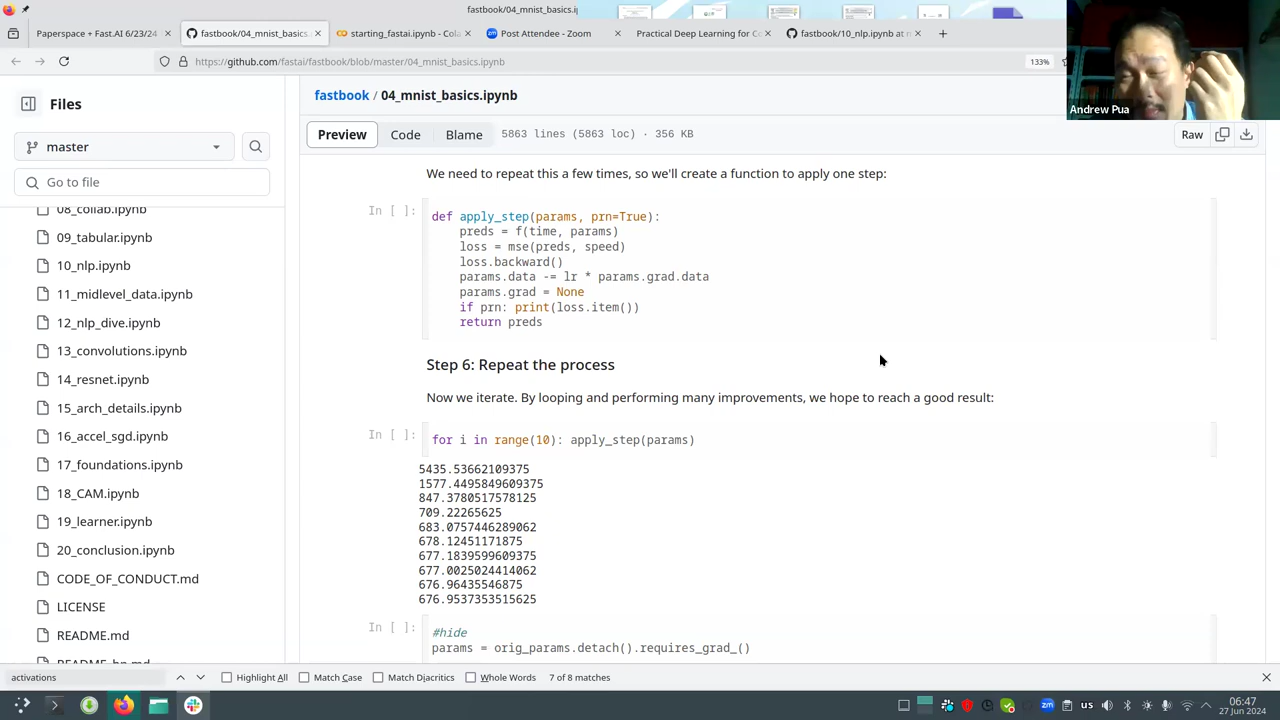 fastbook/04_mnist_basics.ip
Paperspace + Fast.AI 6/23/24
fastbook/04_mnist_basics.
starting_fastai.ipynb - Cola
Post Attendee - Zoom
Practical Deep Learning for C
fastbook/10_nlp.ipynb at m
https://github.com/fastai/fastbook/blob/master/04_mnist_basics.ipynb
133%
Andrew Pua
Files
fastbook / 04_mnist_basics.ipynb
Preview
Code
Blame
5863 lines (5863 loc) · 356 KB
Raw
master
Go to file
08_collab.ipynb
09_tabular.ipynb
10_nlp.ipynb
11_midlevel_data.ipynb
12_nlp_dive.ipynb
13_convolutions.ipynb
14_resnet.ipynb
15_arch_details.ipynb
16_accel_sgd.ipynb
17_foundations.ipynb
18_CAM.ipynb
19_learner.ipynb
20_conclusion.ipynb
CODE_OF_CONDUCT.md
LICENSE
README.md
README_bn.md
We need to repeat this a few times, so we'll create a function to apply one step:
In [ ]:
def apply_step(params, prn=True):
preds = f(time, params)
loss = mse(preds, speed)
loss.backward()
params.data -= lr * params.grad.data
params.grad = None
if prn: print(loss.item())
return preds
Step 6: Repeat the process
Now we iterate. By looping and performing many improvements, we hope to reach a good result:
In [ ]:
for i in range(10): apply_step(params)
5435.53662109375
1577.4495849609375
847.3780517578125
709.22265625
683.0757446289062
678.12451171875
677.1839599609375
677.0025024414062
676.96435546875
676.9537353515625
In [ ]:
#hide
params = orig_params.detach().requires_grad_()
activations
Highlight All
Match Case
Match Diacritics
Whole Words
7 of 8 matches
us
06:47
27 Jun 2024